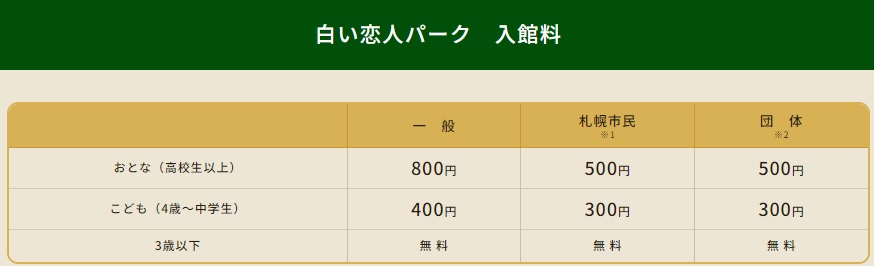 白い恋人パーク　入館料
一　般　札幌市民　団　体
※1　※2
おとな（高校生以上）　800円　500円　500円
こども（4歳～中学生）　400円　300円　300円
3歳以下　無 料　無 料　無 料